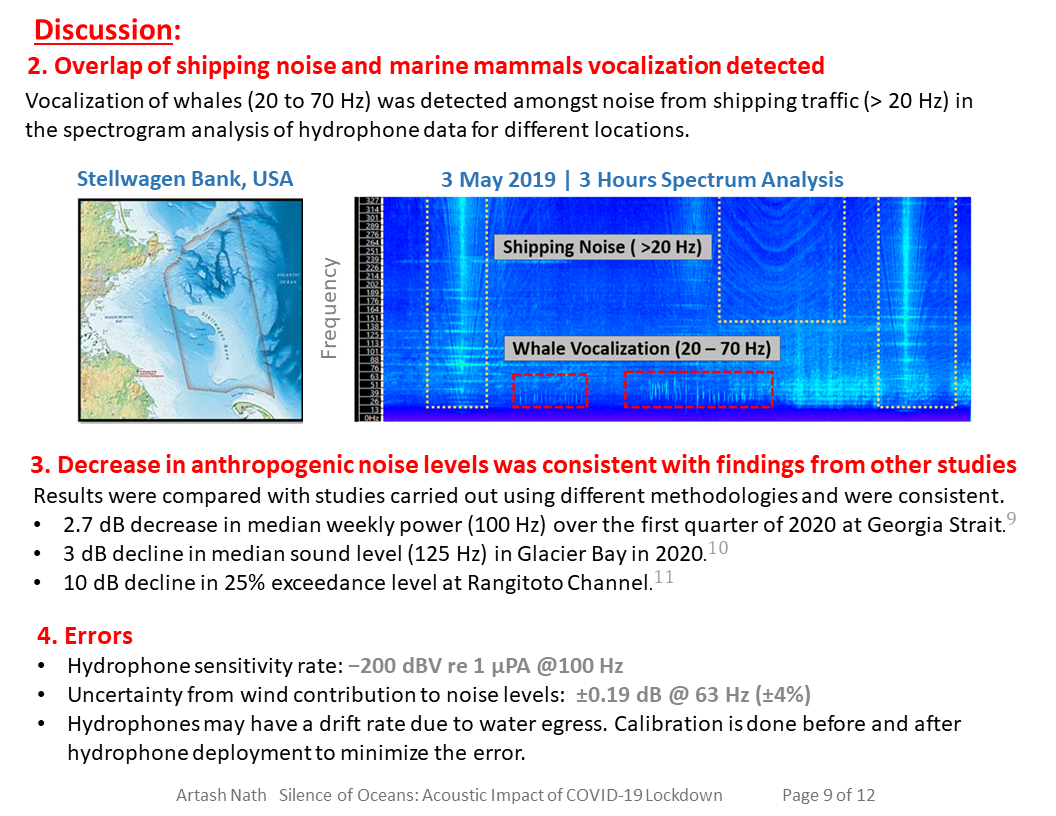 Discussion:
2. Overlap of shipping noise and marine mammals vocalization detected
Vocalization of whales (20 to 70 Hz) was detected amongst noise from shipping traffic (> 20 Hz) in
the spectrogram analysis of hydrophone data for different locations.
Stellwagen Bank, USA
3 May 2019 | 3 Hours Spectrum Analysis
ATLANTIC
OCEAN
Stellwagen Bank
Frequency
327
314
301
289
276
264
251
239
226
214
202
189
176
164
151
138
125
113
101
88
76
63
51
39
26
13
0Hz
Shipping Noise ( >20 Hz)
Whale Vocalization (20 – 70 Hz)
3. Decrease in anthropogenic noise levels was consistent with findings from other studies
Results were compared with studies carried out using different methodologies and were consistent.
• 2.7 dB decrease in median weekly power (100 Hz) over the first quarter of 2020 at Georgia Strait.9
• 3 dB decline in median sound level (125 Hz) in Glacier Bay in 2020.10
• 10 dB decline in 25% exceedance level at Rangitoto Channel.11
4. Errors
• Hydrophone sensitivity rate: −200 dBV re 1 μPA @100 Hz
• Uncertainty from wind contribution to noise levels: ±0.19 dB @ 63 Hz (±4%)
• Hydrophones may have a drift rate due to water egress. Calibration is done before and after
hydrophone deployment to minimize the error.
Artash Nath Silence of Oceans: Acoustic Impact of COVID-19 Lockdown Page 9 of 12